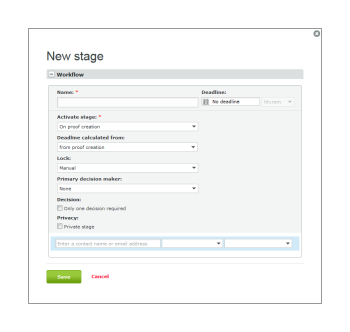 New stage
Workflow
Name: *
Deadline:
No deadline
Activate stage: *
On proof creation
Deadline calculated from:
from proof creation
Lock:
Manual
Primary decision maker:
None
Decision:
Only one decision required
Privacy:
Private stage
Enter a contact name or email address
Save
Cancel